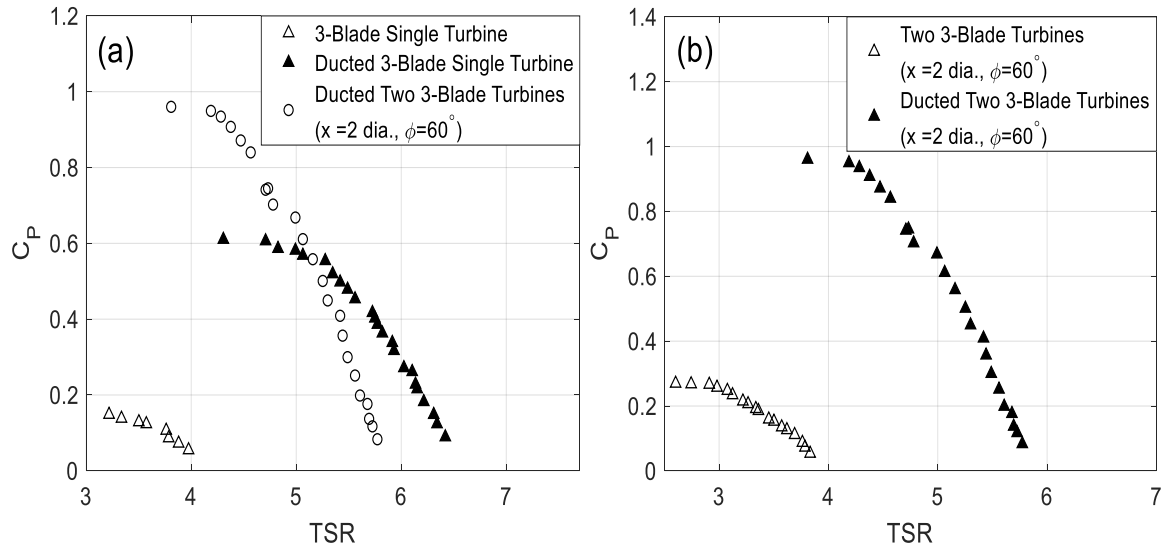 (a)
3-Blade Single Turbine
Ducted 3-Blade Single Turbine
Ducted Two 3-Blade Turbines
(x =2 dia., ϕ=60°)
1.2
1
0.8
0.6
0.4
0.2
0
C_P
3 4 5 6 7
TSR
(b)
Two 3-Blade Turbines
(x =2 dia., ϕ=60°)
Ducted Two 3-Blade Turbines
(x =2 dia., ϕ=60°)
1.4
1.2
1
0.8
0.6
0.4
0.2
0
C_P
3 4 5 6 7
TSR